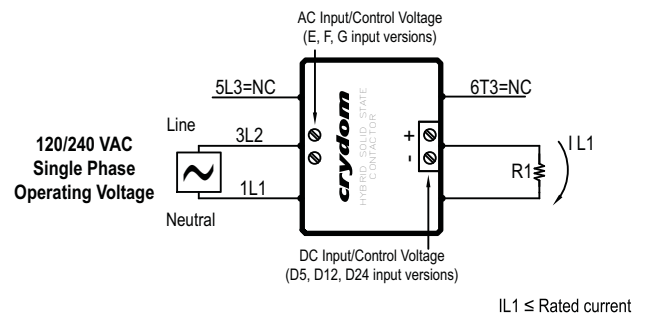 AC Input/Control Voltage
(E, F, G input versions)
5L3=NC
6T3=NC
Line
3L2
120/240 VAC
Single Phase
Operating Voltage
1L1
Neutral
crydom
HYBRID SOLID STATE
CONTACTOR
+
-
R1
IL1
DC Input/Control Voltage
(D5, D12, D24 input versions)
IL1 ≤ Rated current